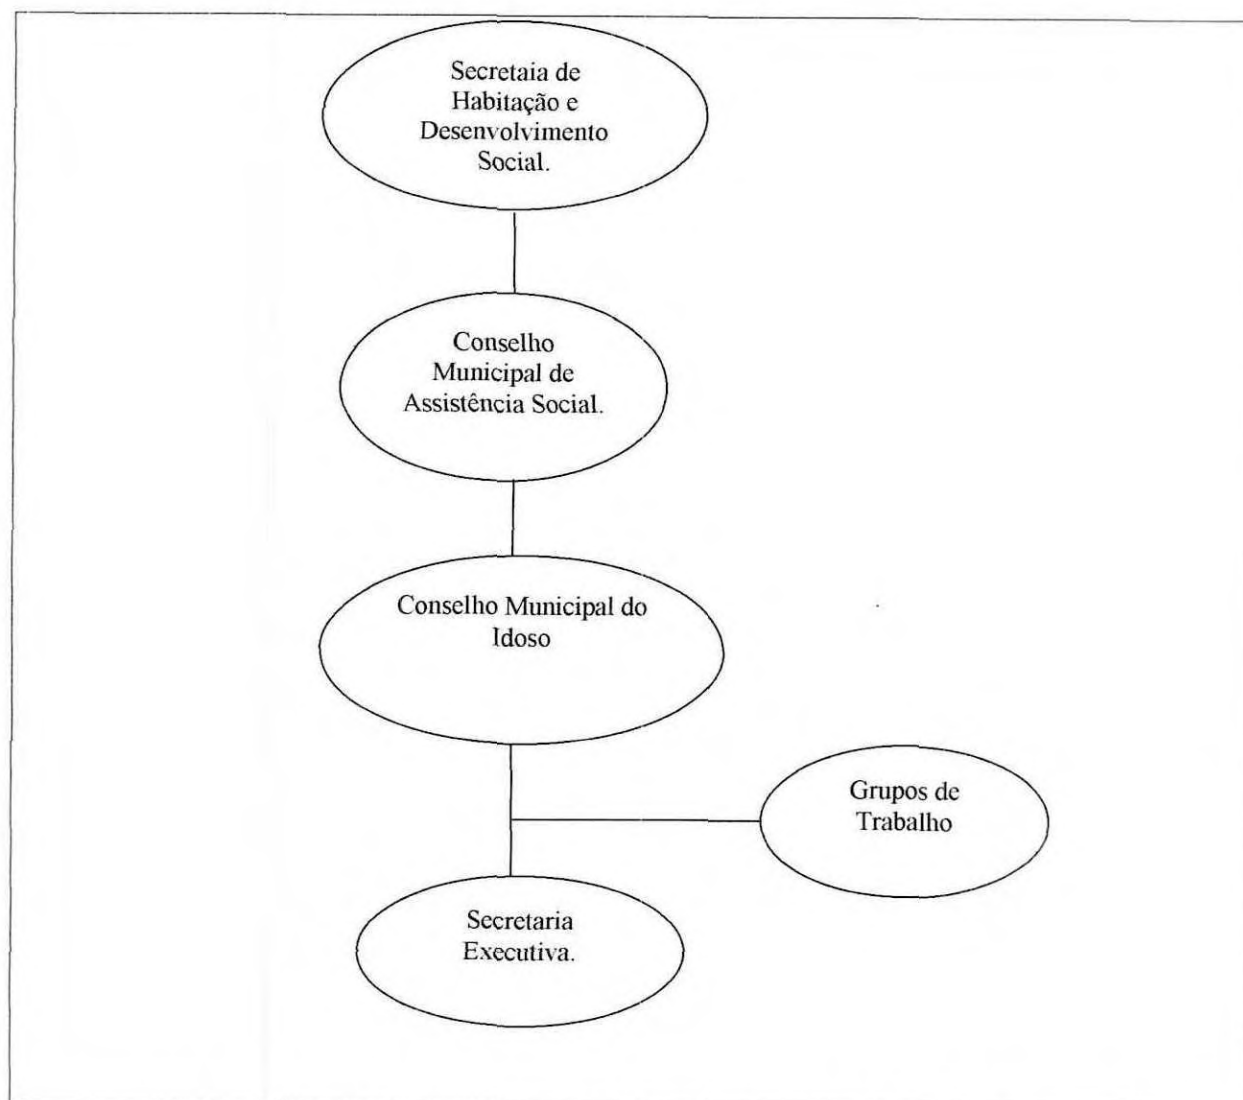 Secretaia de
Habitação e
Desenvolvimento
Social.
Conselho
Municipal de
Assistência Social.
Conselho Municipal do
Idoso
Grupos de
Trabalho
Secretaria
Executiva.